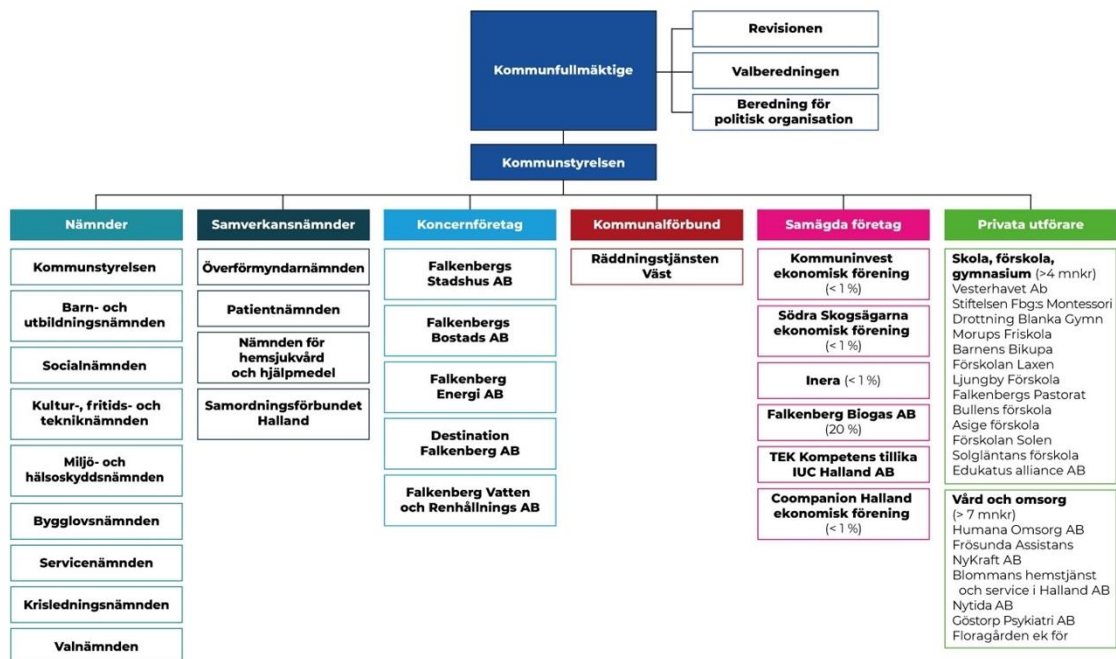 Kommunfullmäktige
Revisionen
Valberedningen
Beredning för
politisk organisation
Kommunstyrelsen
Nämnder
Kommunstyrelsen
Barn- och
utbildningsnämnden
Socialnämnden
Kultur-, fritids- och
tekniknämnden
Miljö- och
hälsoskyddsnämnden
Bygglovsnämnden
Servicenämnden
Krisledningsnämnden
Valnämnden
Samverkansnämnder
Överförmyndarnämnden
Patientnämnden
Nämnden för
hemsjukvård
och hjälpmedel
Samordningsförbundet
Halland
Koncernföretag
Falkenbergs
Stadshus AB
Falkenbergs
Bostads AB
Falkenberg
Energi AB
Destination
Falkenberg AB
Falkenberg Vatten
och Renhållnings AB
Kommunalförbund
Räddningstjänsten
Väst
Samägda företag
Kommuninvest
ekonomisk förening
(< 1 %)
Södra Skogsägarna
ekonomisk förening
(< 1 %)
Inera (< 1 %)
Falkenberg Biogas AB
(20 %)
TEK Kompetens tillika
IUC Halland AB
Coompanion Halland
ekonomisk förening
(< 1 %)
Privata utförare
Skola, förskola,
gymnasium (>4 mnkr)
Vesterhavet Ab
Stiftelsen Fbg:s Montessori
Drottning Blanka Gymn
Morups Friskola
Barnens Bikupa
Förskolan Laxen
Ljungby Förskola
Falkenbergs Pastorat
Bullens förskola
Asige förskola
Förskolan Solen
Solgläntans förskola
Edukatus alliance AB
Vård och omsorg
(> 7 mnkr)
Humana Omsorg AB
Frösunda Assistans
NyKraft AB
Blommans hemstjänst
och service i Halland AB
Nytida AB
Göstorp Psykiatri AB
Floragården ek för